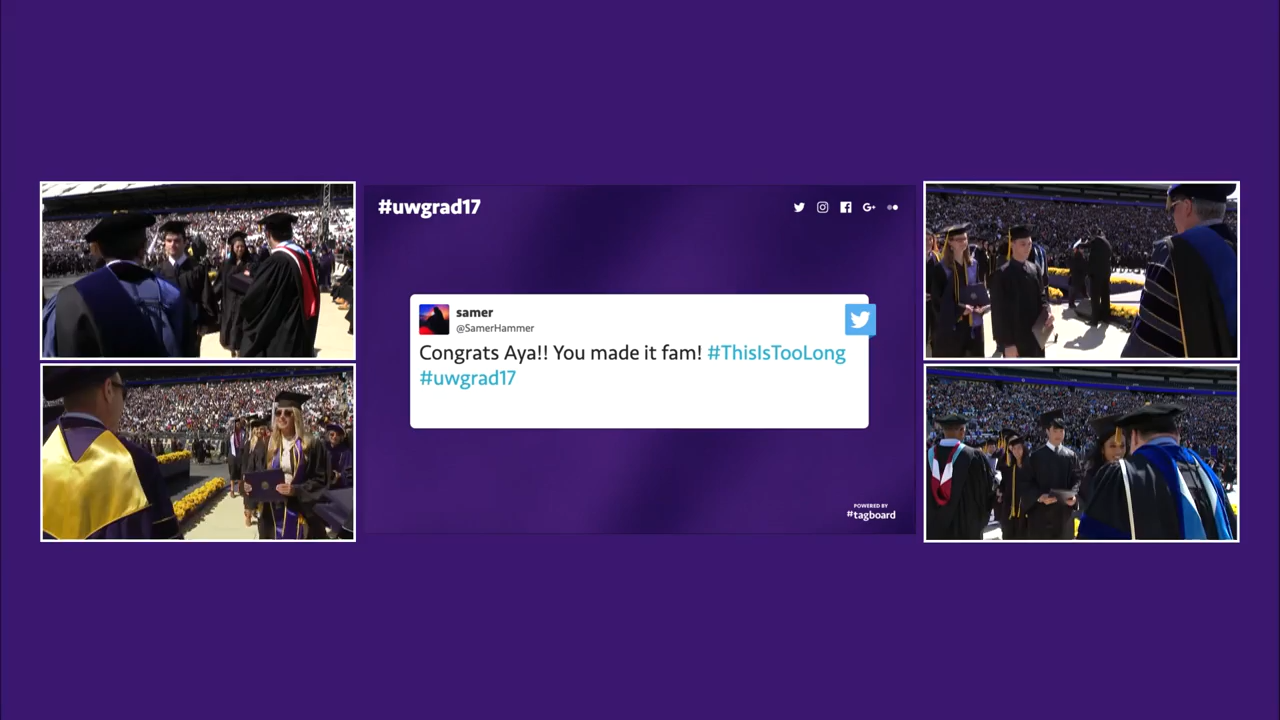 #uwgrad17
samer
@SamerHammer
Congrats Aya!! You made it fam! #ThisIsTooLong
#uwgrad17
POWERED BY
#tagboard